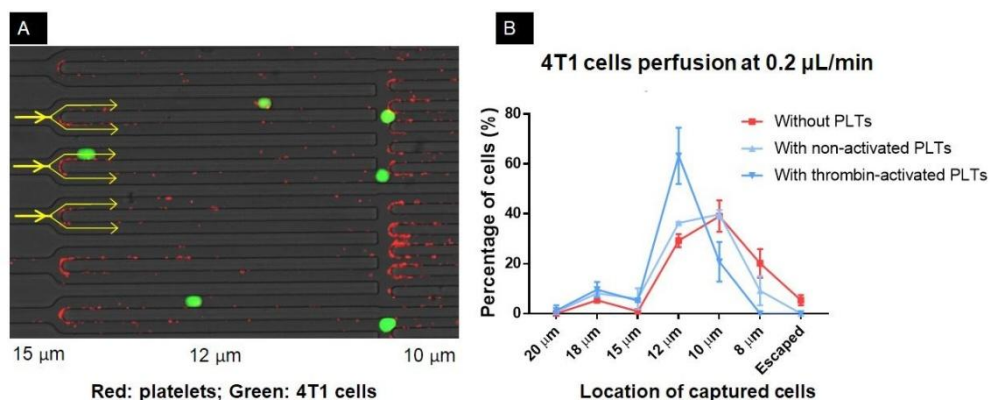 A
15 μm
12 μm
10 μm
Red: platelets; Green: 4T1 cells
B
4T1 cells perfusion at 0.2 μL/min
Without PLTs
With non-activated PLTs
With thrombin-activated PLTs
Percentage of cells (%)
80
60
40
20
0
20 μm
18 μm
15 μm
12 μm
10 μm
8 μm
Escaped
Location of captured cells